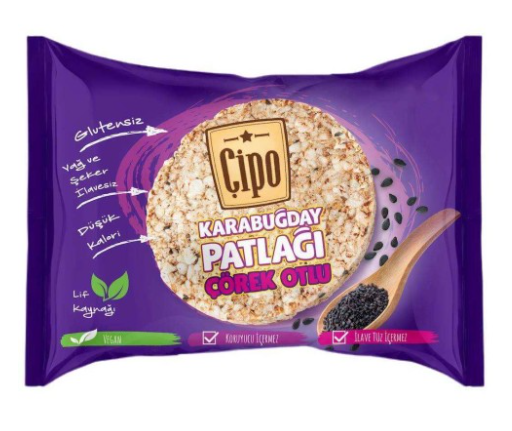 Glutensiz
Yağ ve
Şeker
İlavesiz
Düşük
Kalori
Lif
Kaynağı
Çipo
KARABUĞDAY
PATLAĞI
ÇÖREK OTLU
VEGAN
KORUYUCU İÇERMEZ
İLAVE TUZ İÇERMEZ